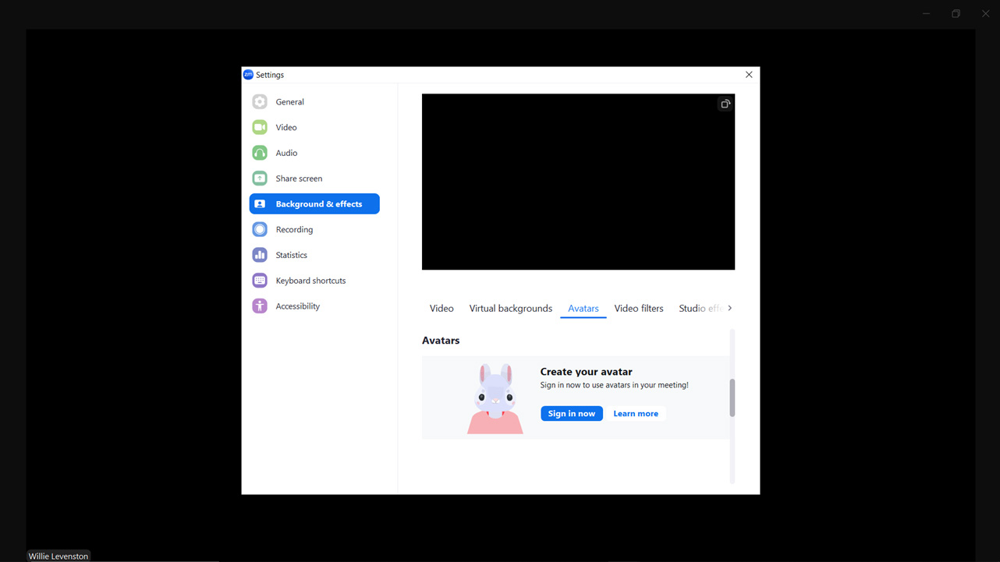 zm Settings
General
Video
Audio
Share screen
Background & effects
Recording
Statistics
Keyboard shortcuts
Accessibility
Video Virtual backgrounds Avatars Video filters Studio effe
Avatars
Create your avatar
Sign in now to use avatars in your meeting!
Sign in now Learn more
Willie Levenston